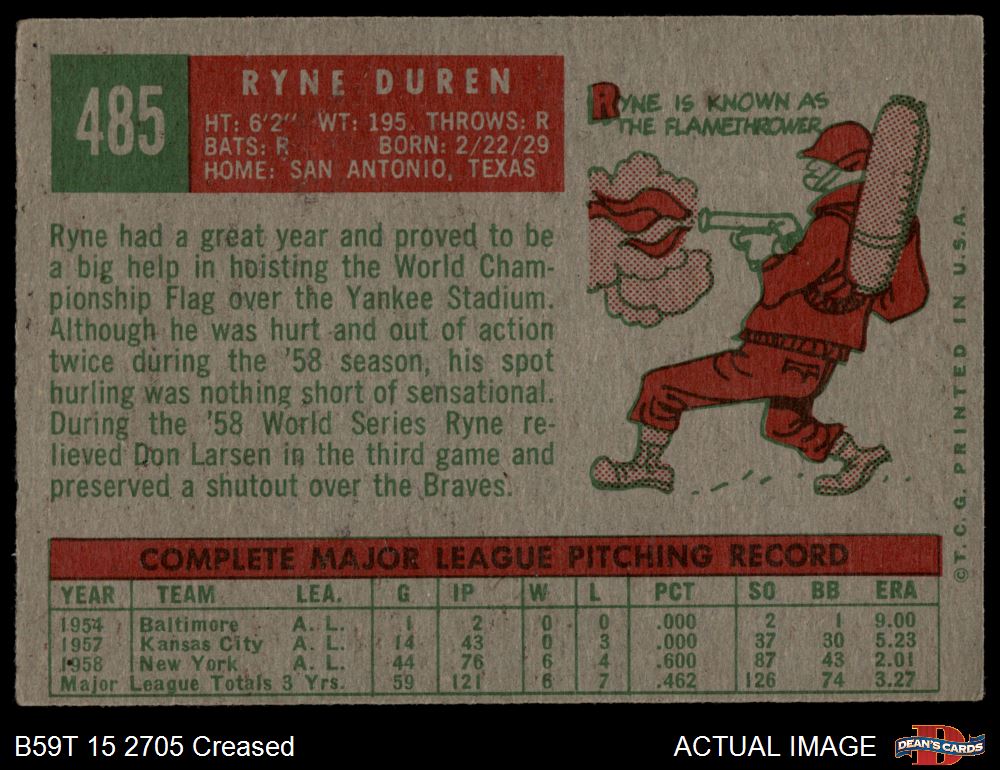 485
RYNE DUREN
HT: 6'2" WT: 195. THROWS: R
BATS: R BORN: 2/22/29
HOME: SAN ANTONIO, TEXAS
RYNE IS KNOWN AS
THE FLAMETHROWER
Ryne had a great year and proved to be
a big help in hoisting the World Cham-
pionship Flag over the Yankee Stadium.
Although he was hurt and out of action
twice during the '58 season, his spot
hurling was nothing short of sensational.
During the '58 World Series Ryne re-
lieved Don Larsen in the third game and
preserved a shutout over the Braves.
©T.C.G. PRINTED IN U.S.A.
COMPLETE MAJOR LEAGUE PITCHING RECORD
YEAR TEAM LEA. G IP W L PCT SO BB ERA
1954 Baltimore A. L. 1 2 0 0 .000 2 1 9.00
1957 Kansas City A. L. 14 43 0 3 .000 37 30 5.23
1958 New York A. L. 44 76 6 4 .600 87 43 2.01
Major League Totals 3 Yrs. 59 121 6 7 .462 126 74 3.27
B59T 15 2705 Creased
ACTUAL IMAGE
DEAN'S CARDS